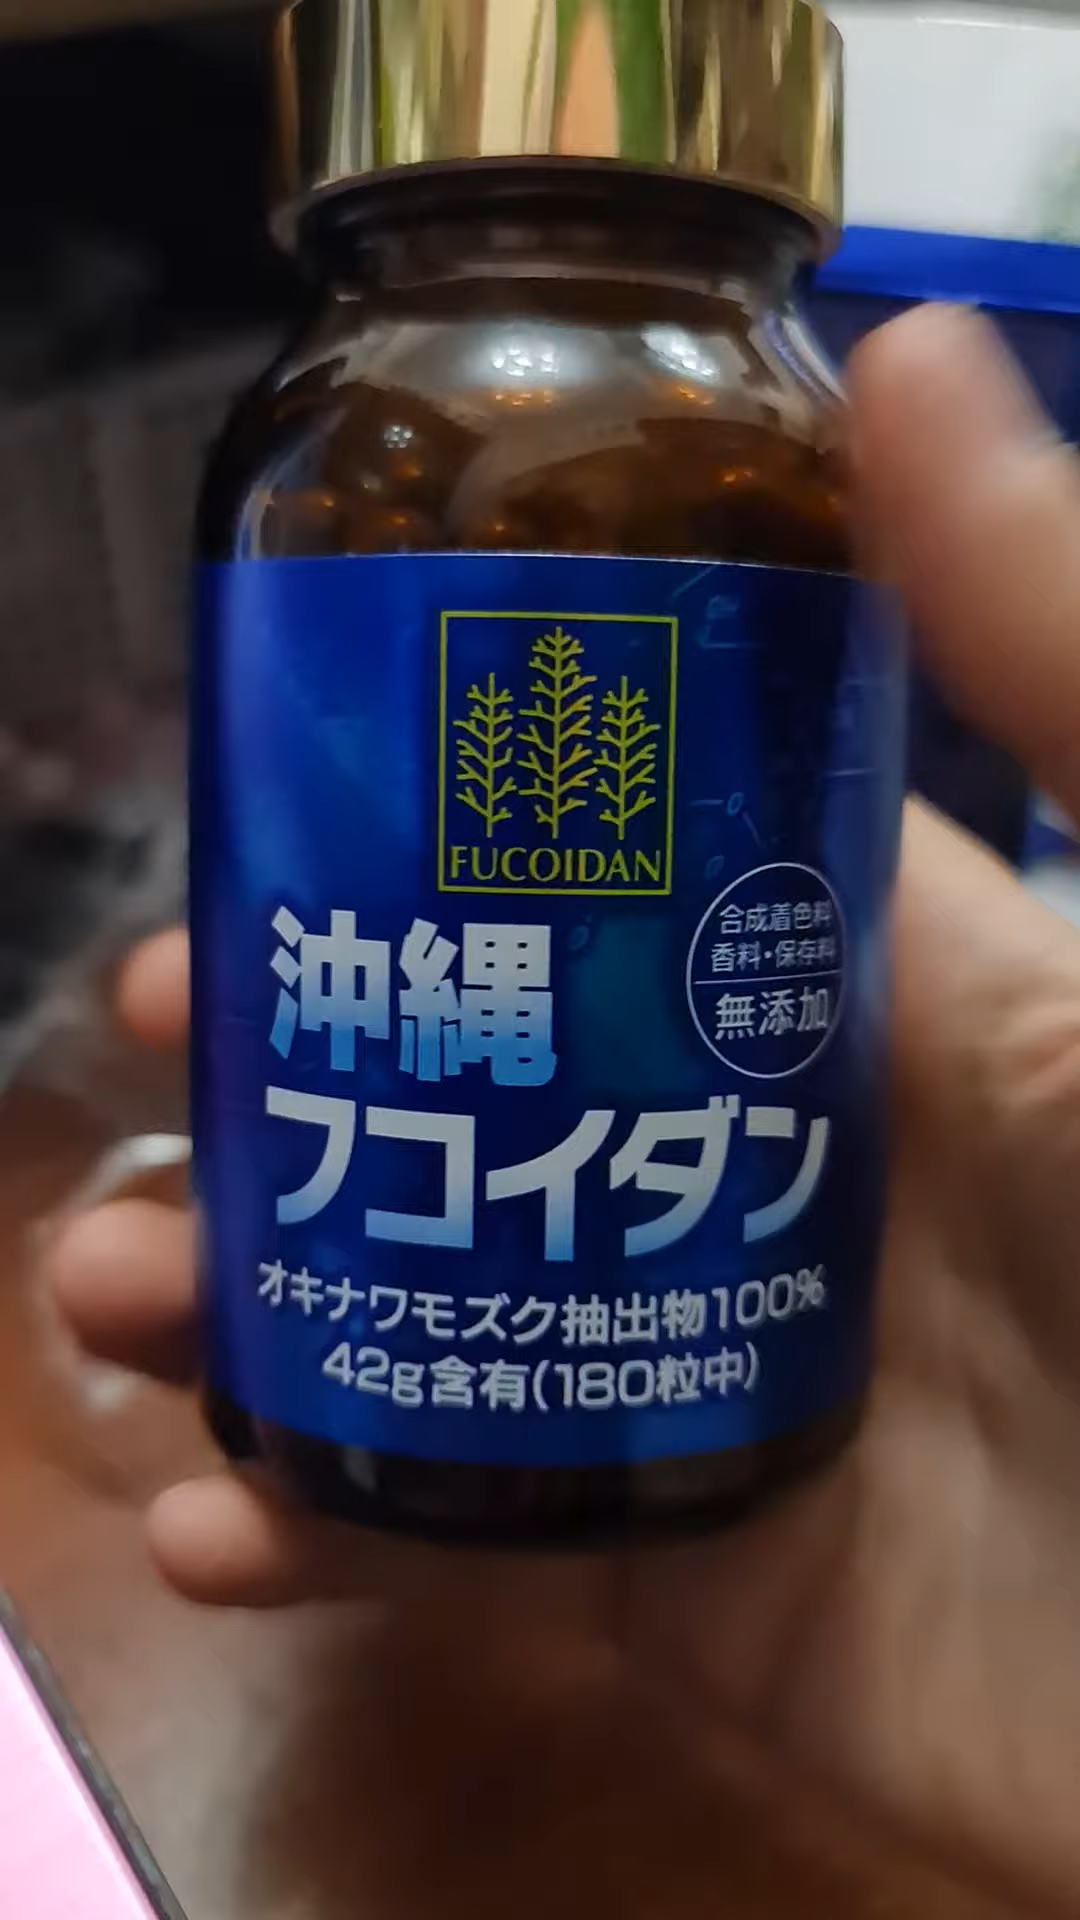 FUCOIDAN
合成着色料
香料・保存料
無添加
沖縄
フコイダン
オキナワモズク抽出物100%
42g含有(180粒中)